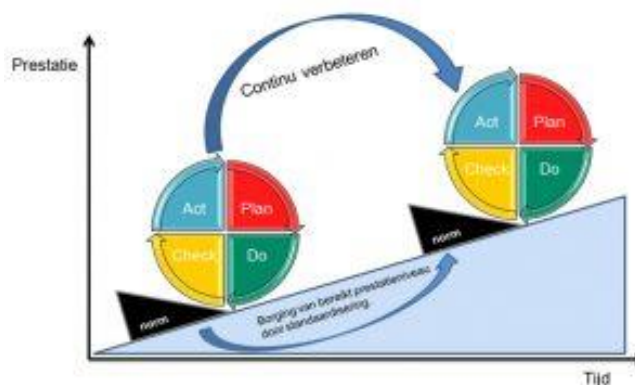 Prestatie
Continu verbeteren
Act
Plan
Check
Do
norm
Act
Plan
Check
Do
norm
Borging van bereikt prestatieniveau
door standaardisering
Tijd